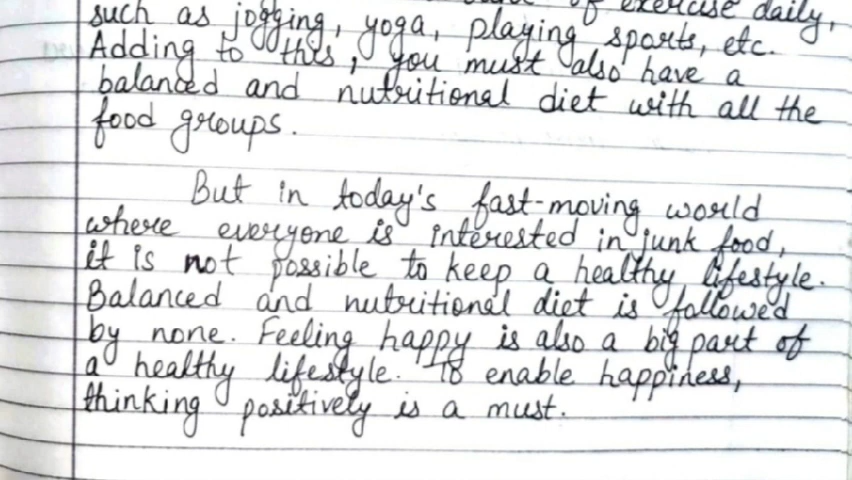 of exercise daily,
such as jogging, yoga, playing sports, etc.
Adding to this, you must also have a
balanced and nutritional diet with all the
food groups.
But in today's fast-moving world
where everyone is interested in junk food,
it is not possible to keep a healthy lifestyle.
Balanced and nutritional diet is followed
by none. Feeling happy is also a big part of
a healthy lifestyle. To enable happiness,
thinking positively is a must.